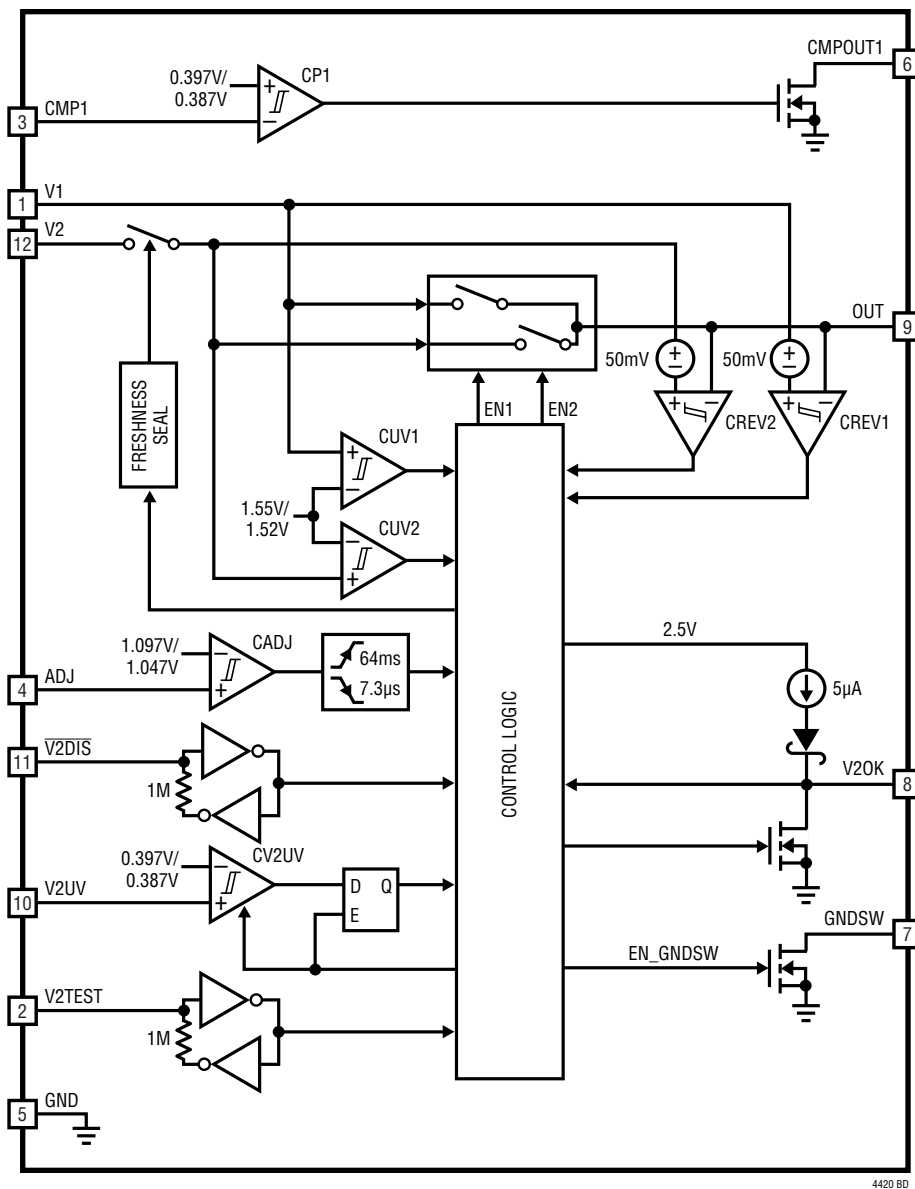 CMPOUT1
6
0.397V/
0.387V
CP1
+
−
3
CMP1
1
V1
12
V2
OUT
9
50mV
+
−
50mV
+
−
+
−
CREV2
+
−
CREV1
FRESHNESS
SEAL
EN1
EN2
CUV1
+
−
1.55V/
1.52V
CUV2
−
+
1.097V/
1.047V
CADJ
−
+
64ms
7.3µs
4
ADJ
2.5V
5µA
CONTROL LOGIC
11
V2DIS
1M
V2OK
8
0.397V/
0.387V
CV2UV
−
+
D
Q
E
10
V2UV
GNDSW
7
EN_GNDSW
2
V2TEST
1M
5
GND
4420 BD